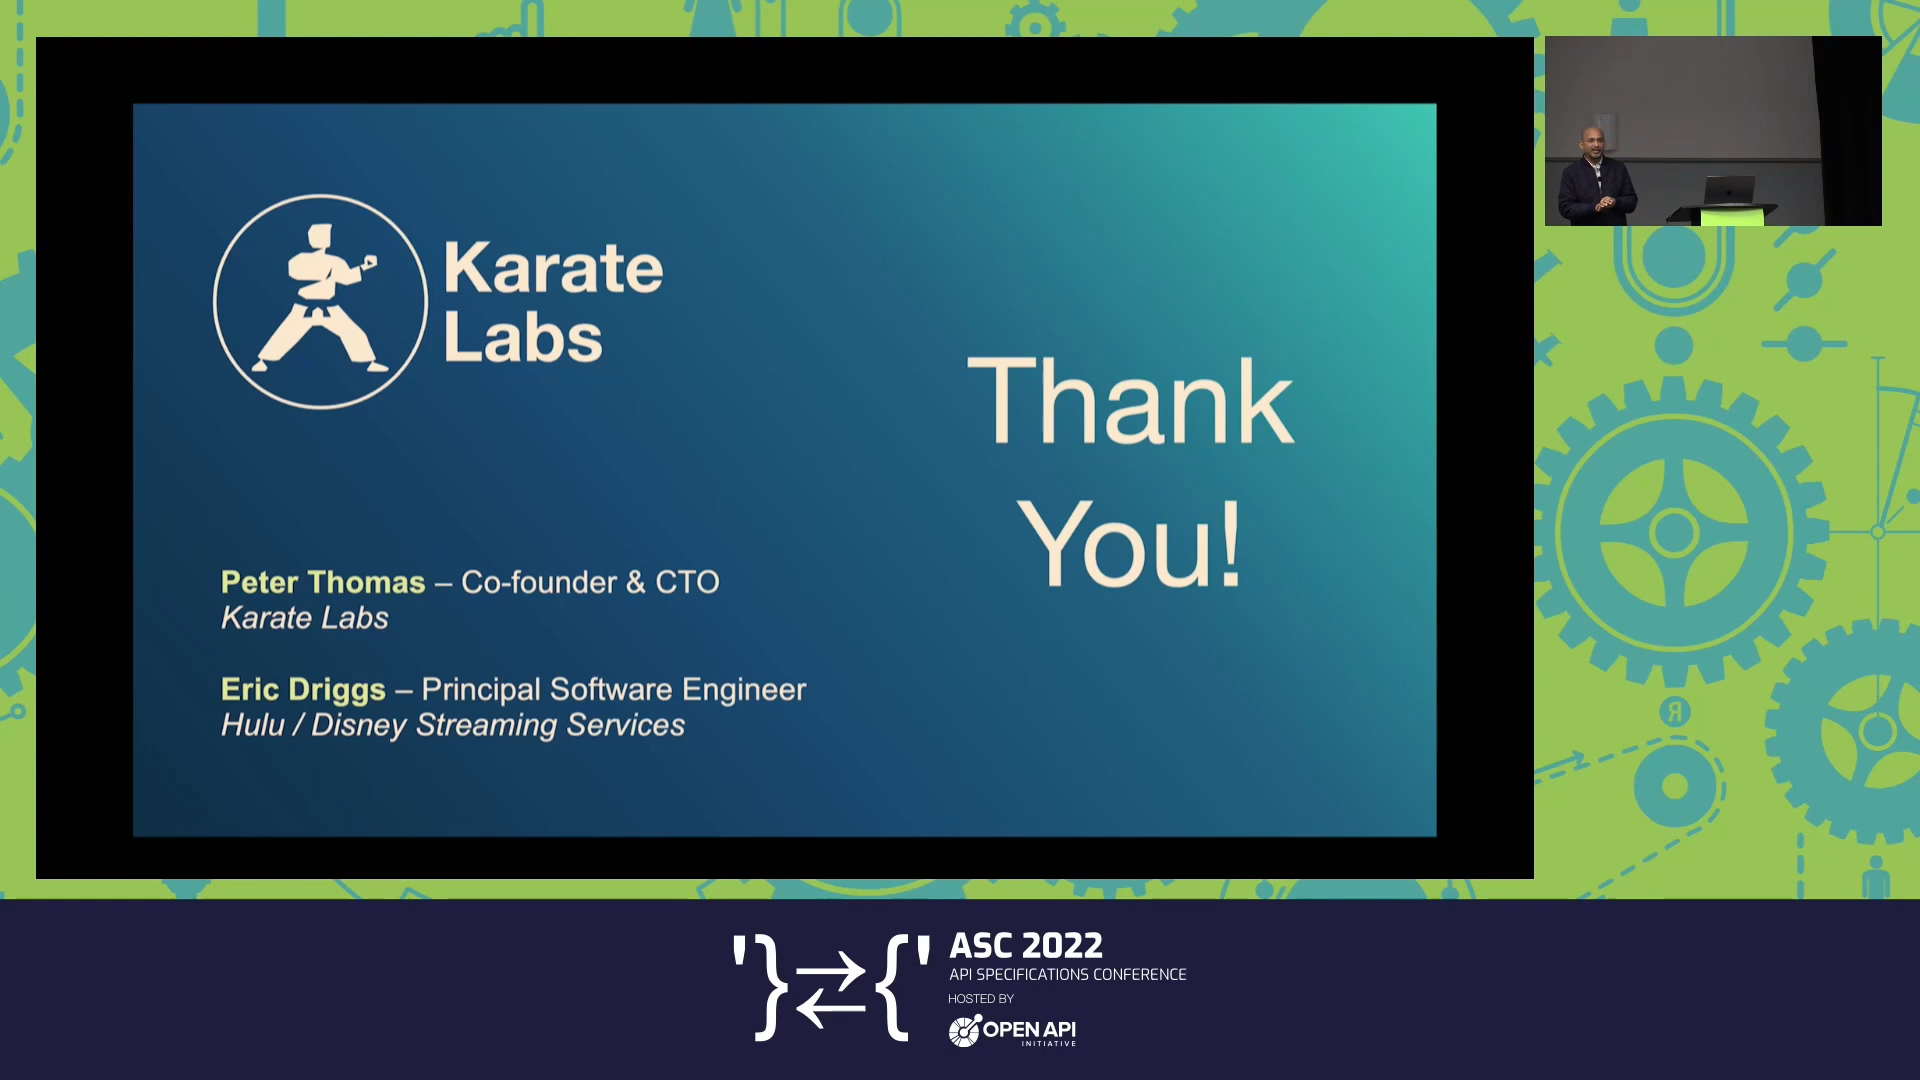 Karate
Labs
Thank
You!
Peter Thomas – Co-founder & CTO
Karate Labs
Eric Driggs – Principal Software Engineer
Hulu / Disney Streaming Services
'}⇄{'
ASC 2022
API SPECIFICATIONS CONFERENCE
HOSTED BY
OPEN API
INITIATIVE